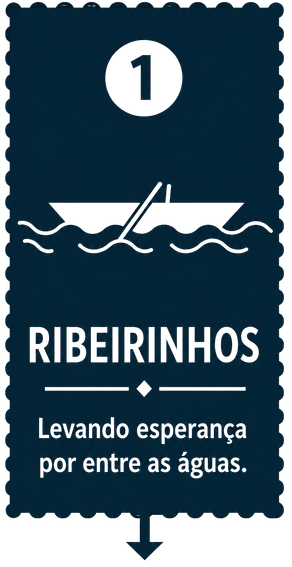 1
RIBEIRINHOS
Levando esperança
por entre as águas.